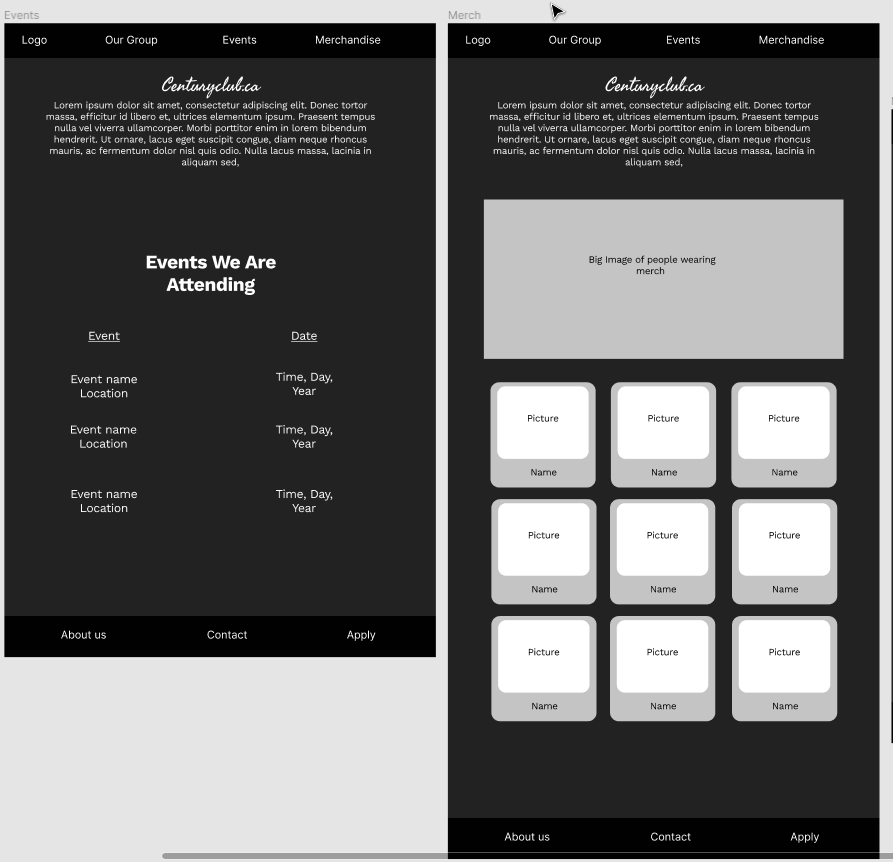 Events
Logo Our Group Events Merchandise
Centuryclub.ca
Lorem ipsum dolor sit amet, consectetur adipiscing elit. Donec tortor
massa, efficitur id libero et, ultrices elementum ipsum. Praesent tempus
nulla vel viverra ullamcorper. Morbi porttitor enim in lorem bibendum
hendrerit. Ut ornare, lacus eget suscipit congue, diam neque rhoncus
mauris, ac fermentum dolor nisl quis odio. Nulla lacus massa, lacinia in
aliquam sed,
Events We Are
Attending
Event Date
Event name
Location
Time, Day,
Year
Event name
Location
Time, Day,
Year
Event name
Location
Time, Day,
Year
About us Contact Apply
Merch
Logo Our Group Events Merchandise
Centuryclub.ca
Lorem ipsum dolor sit amet, consectetur adipiscing elit. Donec tortor
massa, efficitur id libero et, ultrices elementum ipsum. Praesent tempus
nulla vel viverra ullamcorper. Morbi porttitor enim in lorem bibendum
hendrerit. Ut ornare, lacus eget suscipit congue, diam neque rhoncus
mauris, ac fermentum dolor nisl quis odio. Nulla lacus massa, lacinia in
aliquam sed,
Big Image of people wearing
merch
Picture Picture Picture
Name Name Name
Picture Picture Picture
Name Name Name
Picture Picture Picture
Name Name Name
About us Contact Apply